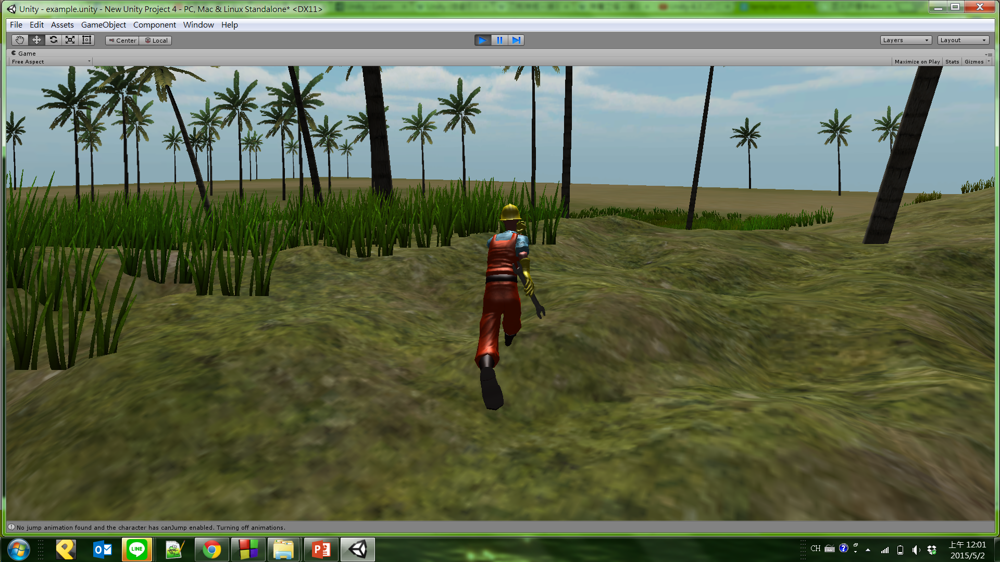 Unity - example.unity - New Unity Project 4 - PC, Mac & Linux Standalone* <DX11>
File Edit Assets GameObject Component Window Help
Center Local Layers Layout
Game
Free Aspect Maximize on Play Stats Gizmos
No jump animation found and the character has canJump enabled. Turning off animations.
LINE
CH
上午 12:01
2015/5/2